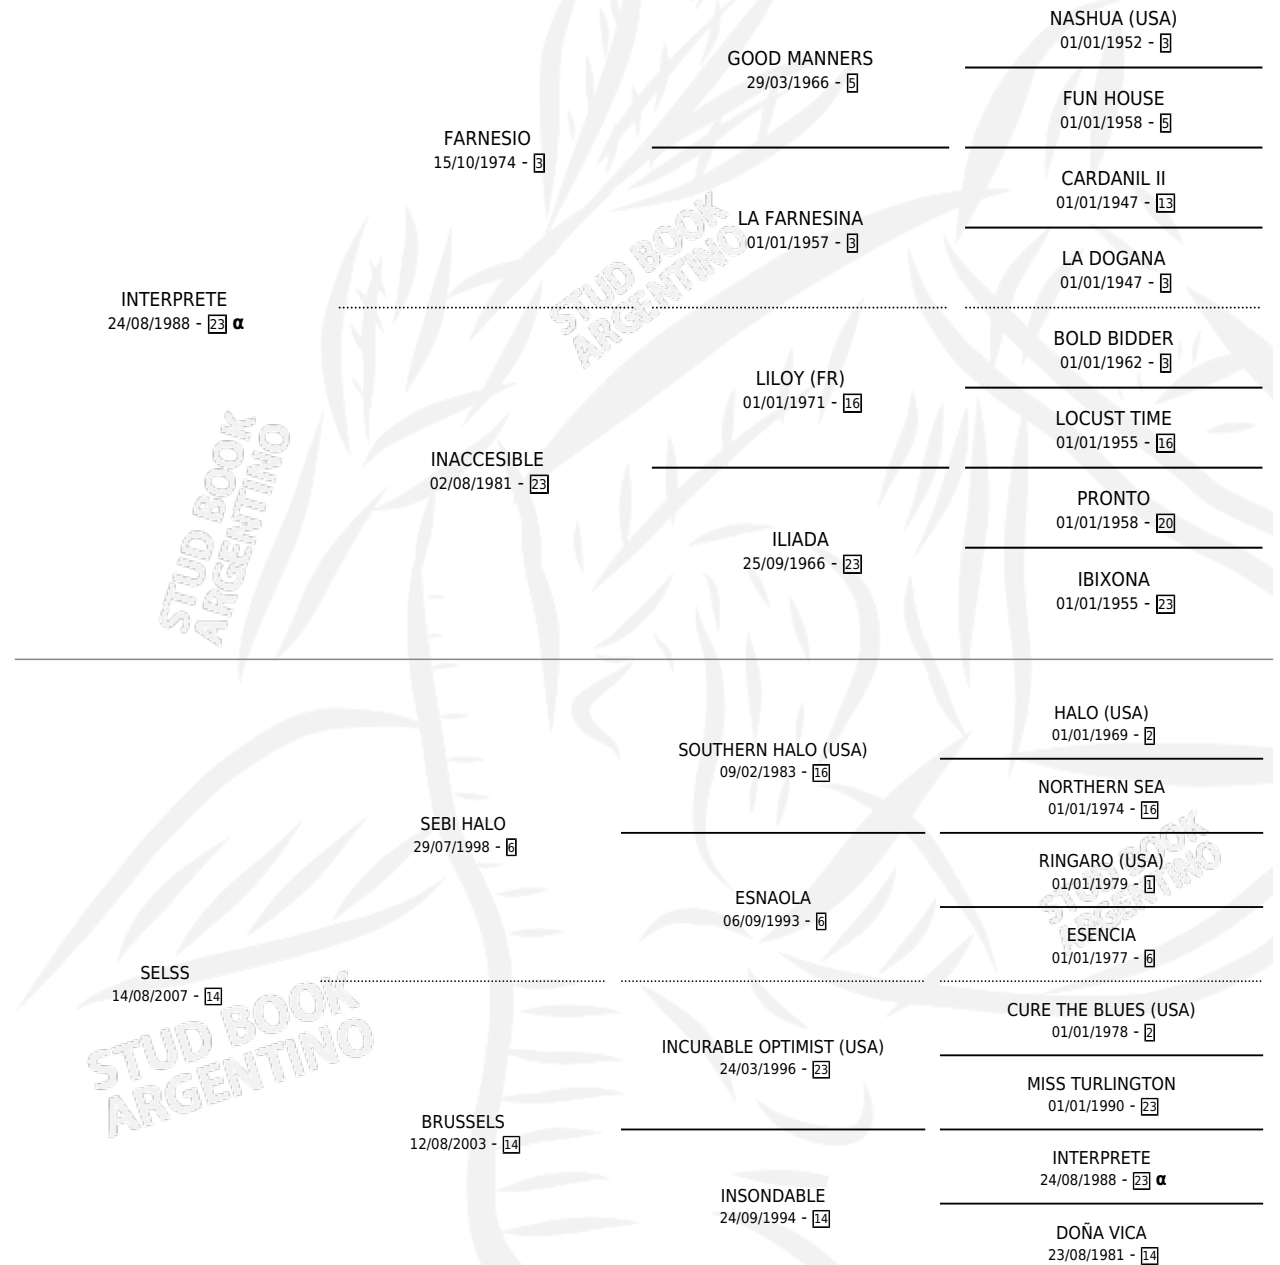 NASHUA (USA)
01/01/1952 - 3
GOOD MANNERS
29/03/1966 - 5
FUN HOUSE
01/01/1958 - 5
FARNESIO
15/10/1974 - 3
CARDANIL II
01/01/1947 - 13
LA FARNESINA
01/01/1957 - 3
LA DOGANA
01/01/1947 - 3
INTERPRETE
24/08/1988 - 23 α
BOLD BIDDER
01/01/1962 - 3
LILOY (FR)
01/01/1971 - 16
LOCUST TIME
01/01/1955 - 16
INACCESIBLE
02/08/1981 - 23
PRONTO
01/01/1958 - 20
ILIADA
25/09/1966 - 23
IBIXONA
01/01/1955 - 23
STUD BOOK
ARGENTINO
STUD BOOK
ARGENTINO
HALO (USA)
01/01/1969 - 2
SOUTHERN HALO (USA)
09/02/1983 - 16
NORTHERN SEA
01/01/1974 - 16
SEBI HALO
29/07/1998 - 6
RINGARO (USA)
01/01/1979 - 1
ESNAOLA
06/09/1993 - 6
ESENCIA
01/01/1977 - 6
STUD BOOK
ARGENTINO
SELSS
14/08/2007 - 14
CURE THE BLUES (USA)
01/01/1978 - 2
INCURABLE OPTIMIST (USA)
24/03/1996 - 23
MISS TURLINGTON
01/01/1990 - 23
BRUSSELS
12/08/2003 - 14
INTERPRETE
24/08/1988 - 23 α
INSONDABLE
24/09/1994 - 14
DOÑA VICA
23/08/1981 - 14
STUD BOOK
ARGENTINO